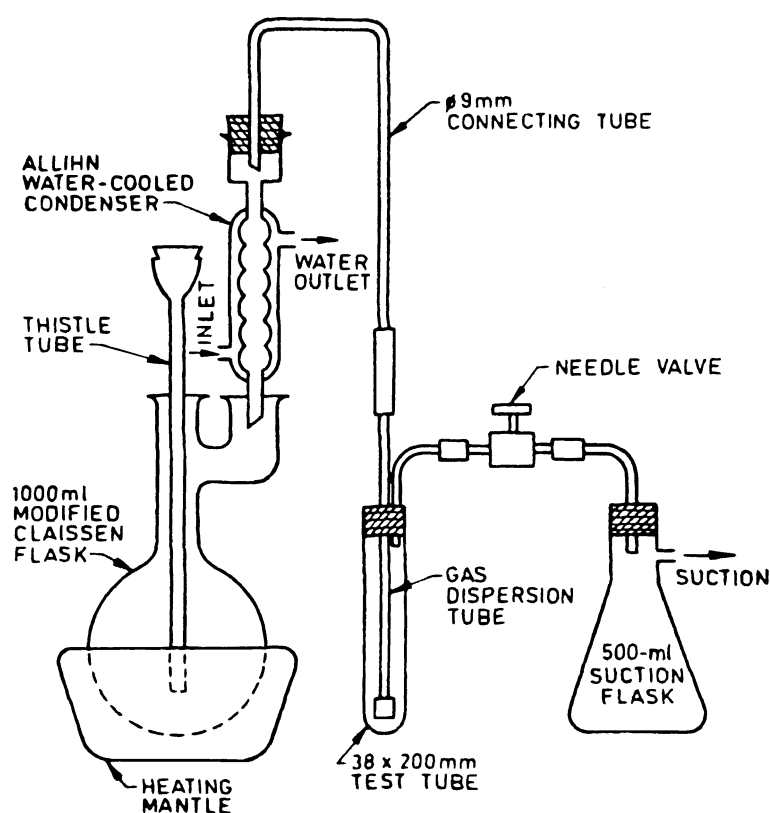 ø9mm
CONNECTING TUBE
ALLIHN
WATER-COOLED
CONDENSER
WATER
OUTLET
INLET
THISTLE
TUBE
NEEDLE VALVE
1000ml
MODIFIED
CLAISSEN
FLASK
GAS
DISPERSION
TUBE
SUCTION
500-ml
SUCTION
FLASK
38 x 200mm
TEST TUBE
HEATING
MANTLE